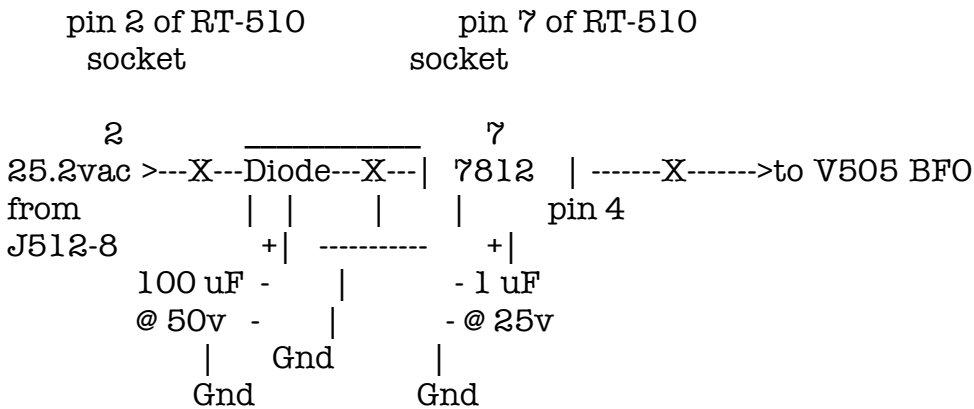 pin 2 of RT-510 pin 7 of RT-510
socket socket
2 ___________ 7
25.2vac >---X---Diode---X---| 7812 | -------X------->to V505 BFO
from | | | | pin 4
J512-8 +| ----------- +|
100 uF - | - 1 uF
@ 50v - | - @ 25v
| Gnd |
Gnd Gnd